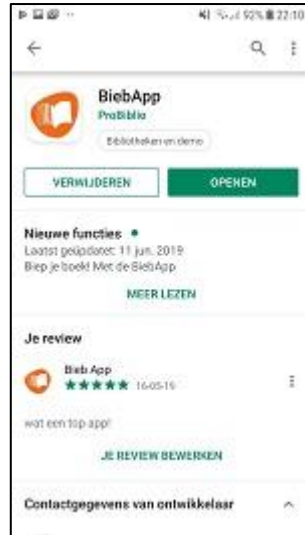 92% 22:10
BiebApp
ProBiblio
Bibliotheken en demo
VERWIJDEREN
OPENEN
Nieuwe functies
Laatst geüpdatet: 11 jun. 2019
Biep je boek! Met de BiebApp
MEER LEZEN
Je review
Bieb App
16-05-19
wat een top app!
JE REVIEW BEWERKEN
Contactgegevens van ontwikkelaar